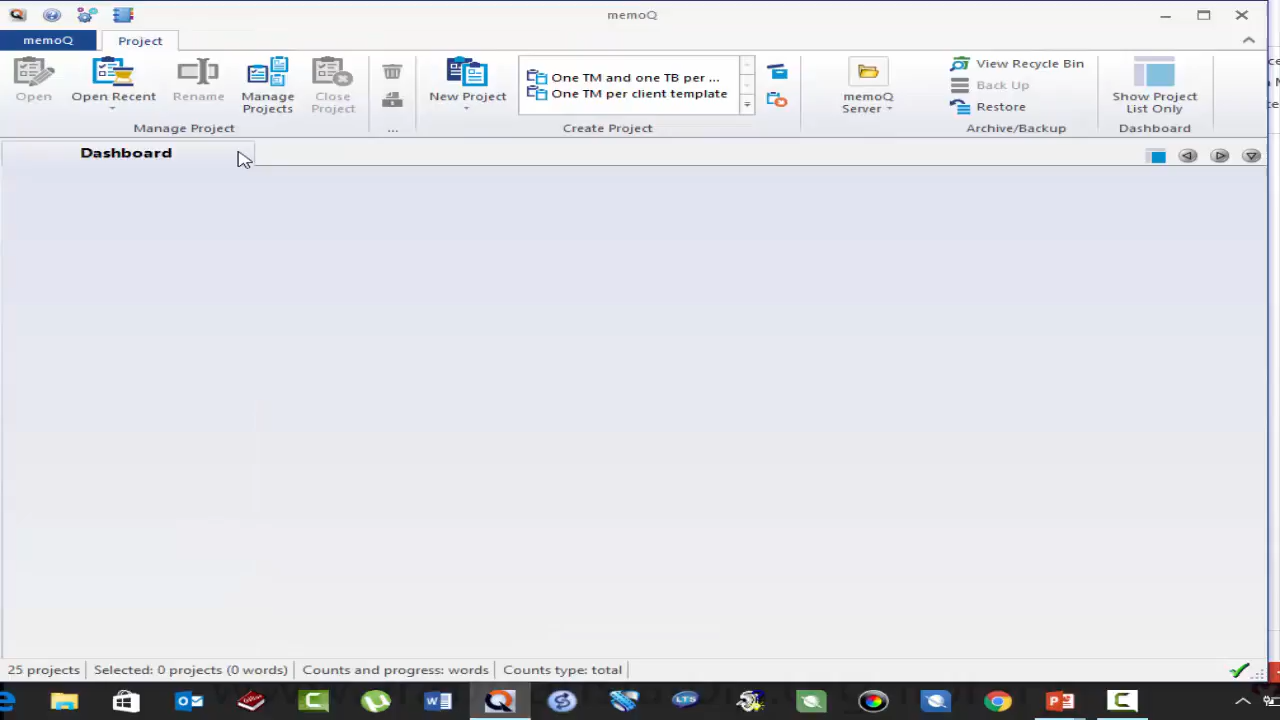 memoQ
memoQ
Project
Open
Open Recent
Rename
Manage
Projects
Close
Project
New Project
One TM and one TB per ...
One TM per client template
memoQ
Server
View Recycle Bin
Back Up
Restore
Show Project
List Only
Manage Project
...
Create Project
Archive/Backup
Dashboard
Dashboard
25 projects
Selected: 0 projects (0 words)
Counts and progress: words
Counts type: total
LTS